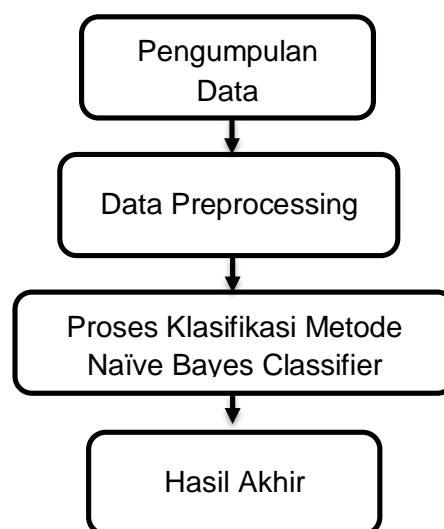 Pengumpulan
Data
Data Preprocessing
Proses Klasifikasi Metode
Naïve Bayes Classifier
Hasil Akhir